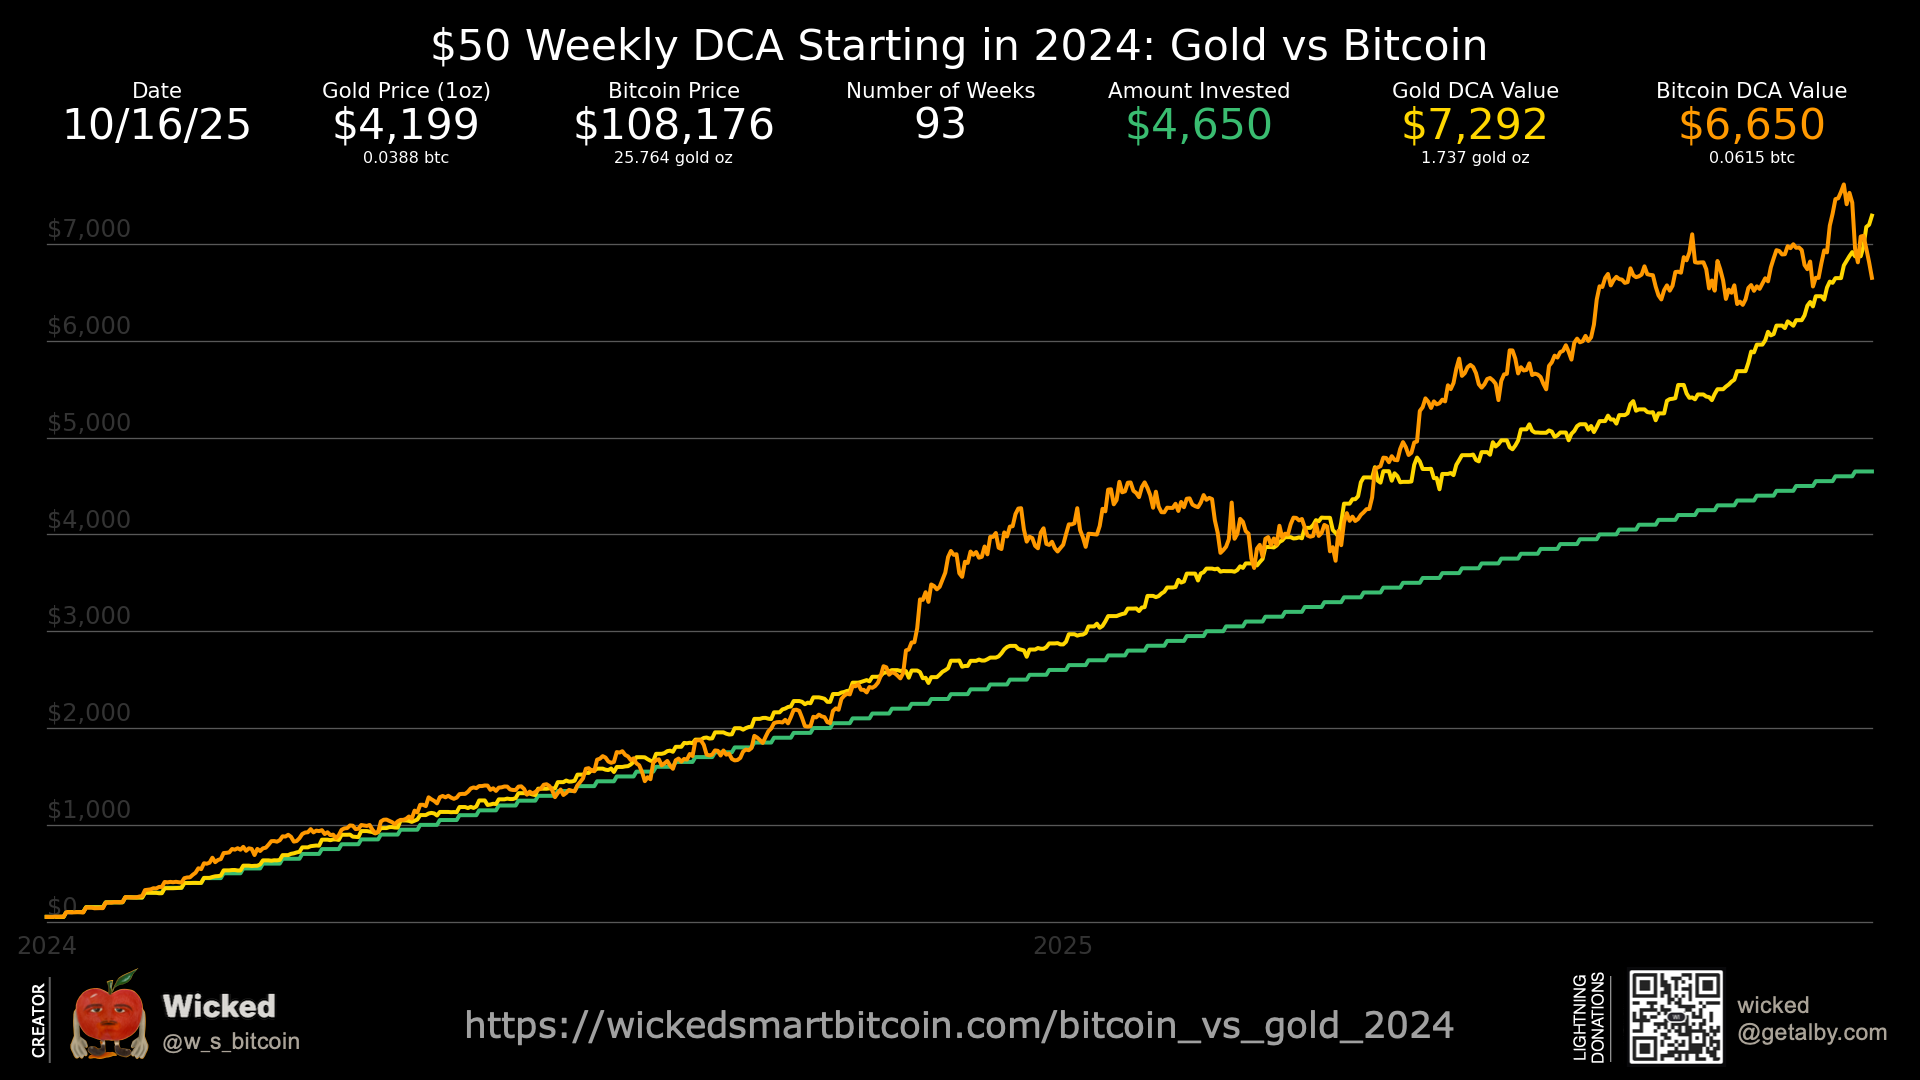 $50 Weekly DCA Starting in 2024: Gold vs Bitcoin
Date
10/16/25
Gold Price (1oz)
$4,199
0.0388 btc
Bitcoin Price
$108,176
25.764 gold oz
Number of Weeks
93
Amount Invested
$4,650
Gold DCA Value
$7,292
1.737 gold oz
Bitcoin DCA Value
$6,650
0.0615 btc
$7,000
$6,000
$5,000
$4,000
$3,000
$2,000
$1,000
$0
2024
2025
CREATOR
Wicked
@w_s_bitcoin
https://wickedsmartbitcoin.com/bitcoin_vs_gold_2024
LIGHTNING
DONATIONS
wicked
@getalby.com